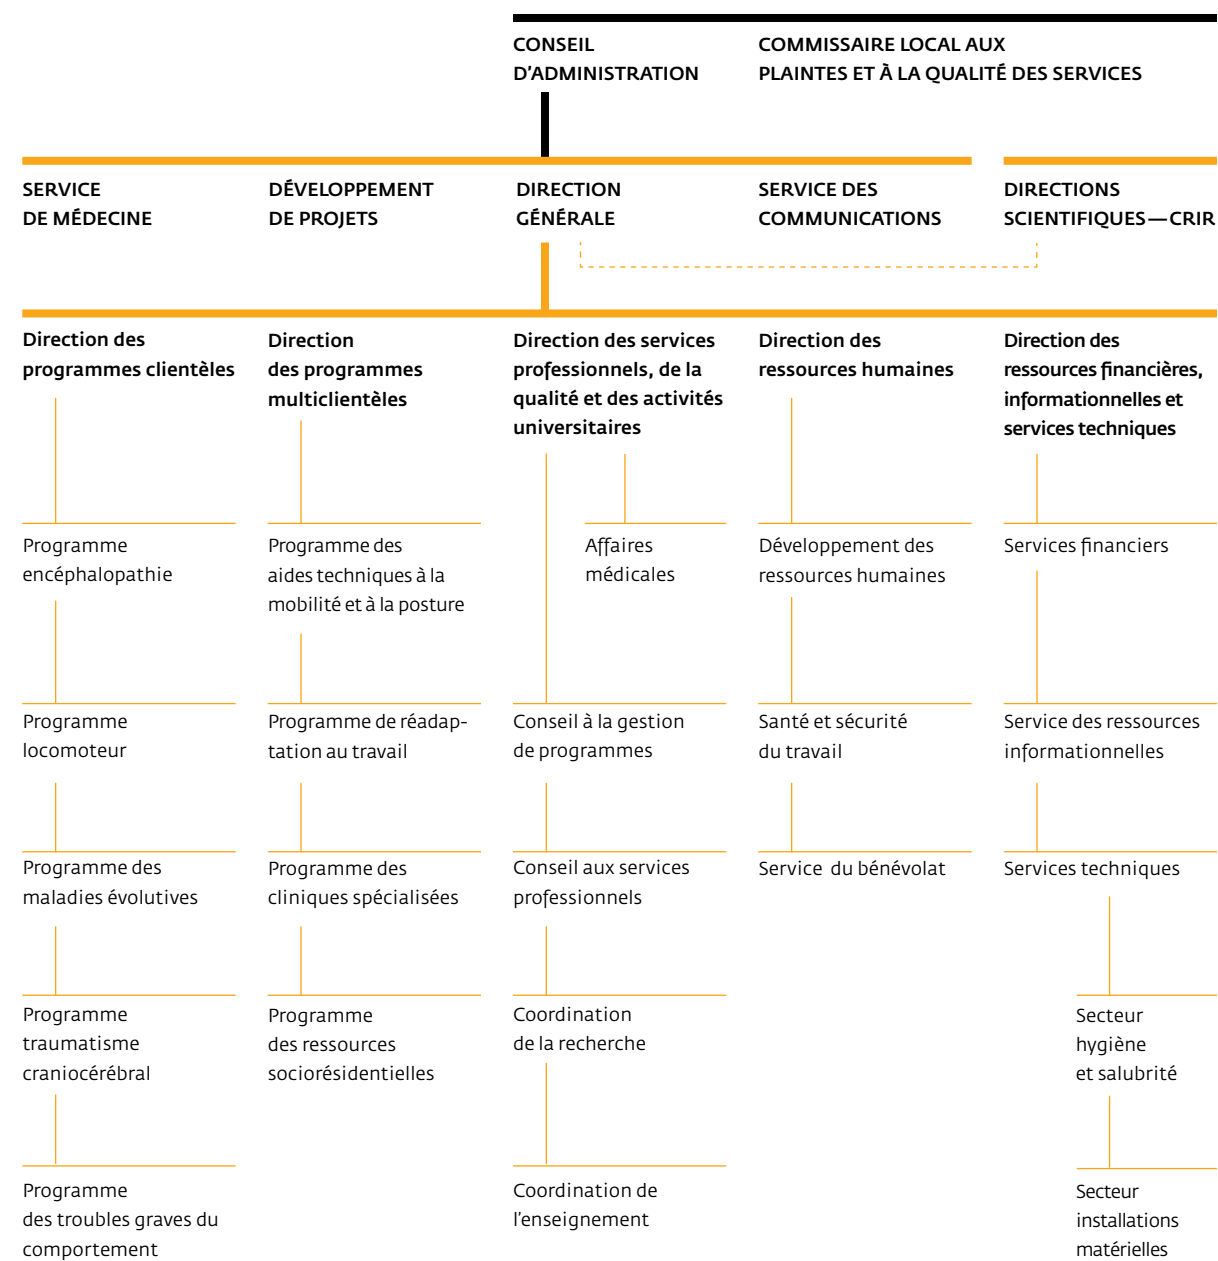 CONSEIL
D'ADMINISTRATION
COMMISSAIRE LOCAL AUX
PLAINTES ET À LA QUALITÉ DES SERVICES
SERVICE
DE MÉDECINE
DÉVELOPPEMENT
DE PROJETS
DIRECTION
GÉNÉRALE
SERVICE DES
COMMUNICATIONS
DIRECTIONS
SCIENTIFIQUES—CRIR
Direction des
programmes clientèles
Programme
encéphalopathie
Programme
locomoteur
Programme des
maladies évolutives
Programme
traumatisme
craniocérébral
Programme
des troubles graves du
comportement
Direction
des programmes
multiclientèles
Programme des
aides techniques à la
mobilité et à la posture
Programme de réadap-
tation au travail
Programme des
cliniques spécialisées
Programme
des ressources
sociorésidentielles
Direction des services
professionnels, de la
qualité et des activités
universitaires
Affaires
médicales
Conseil à la gestion
de programmes
Conseil aux services
professionnels
Coordination
de la recherche
Coordination de
l'enseignement
Direction des
ressources humaines
Développement des
ressources humaines
Santé et sécurité
du travail
Service du bénévolat
Direction des
ressources financières,
informationnelles et
services techniques
Services financiers
Service des ressources
informationnelles
Services techniques
Secteur
hygiène
et salubrité
Secteur
installations
matérielles